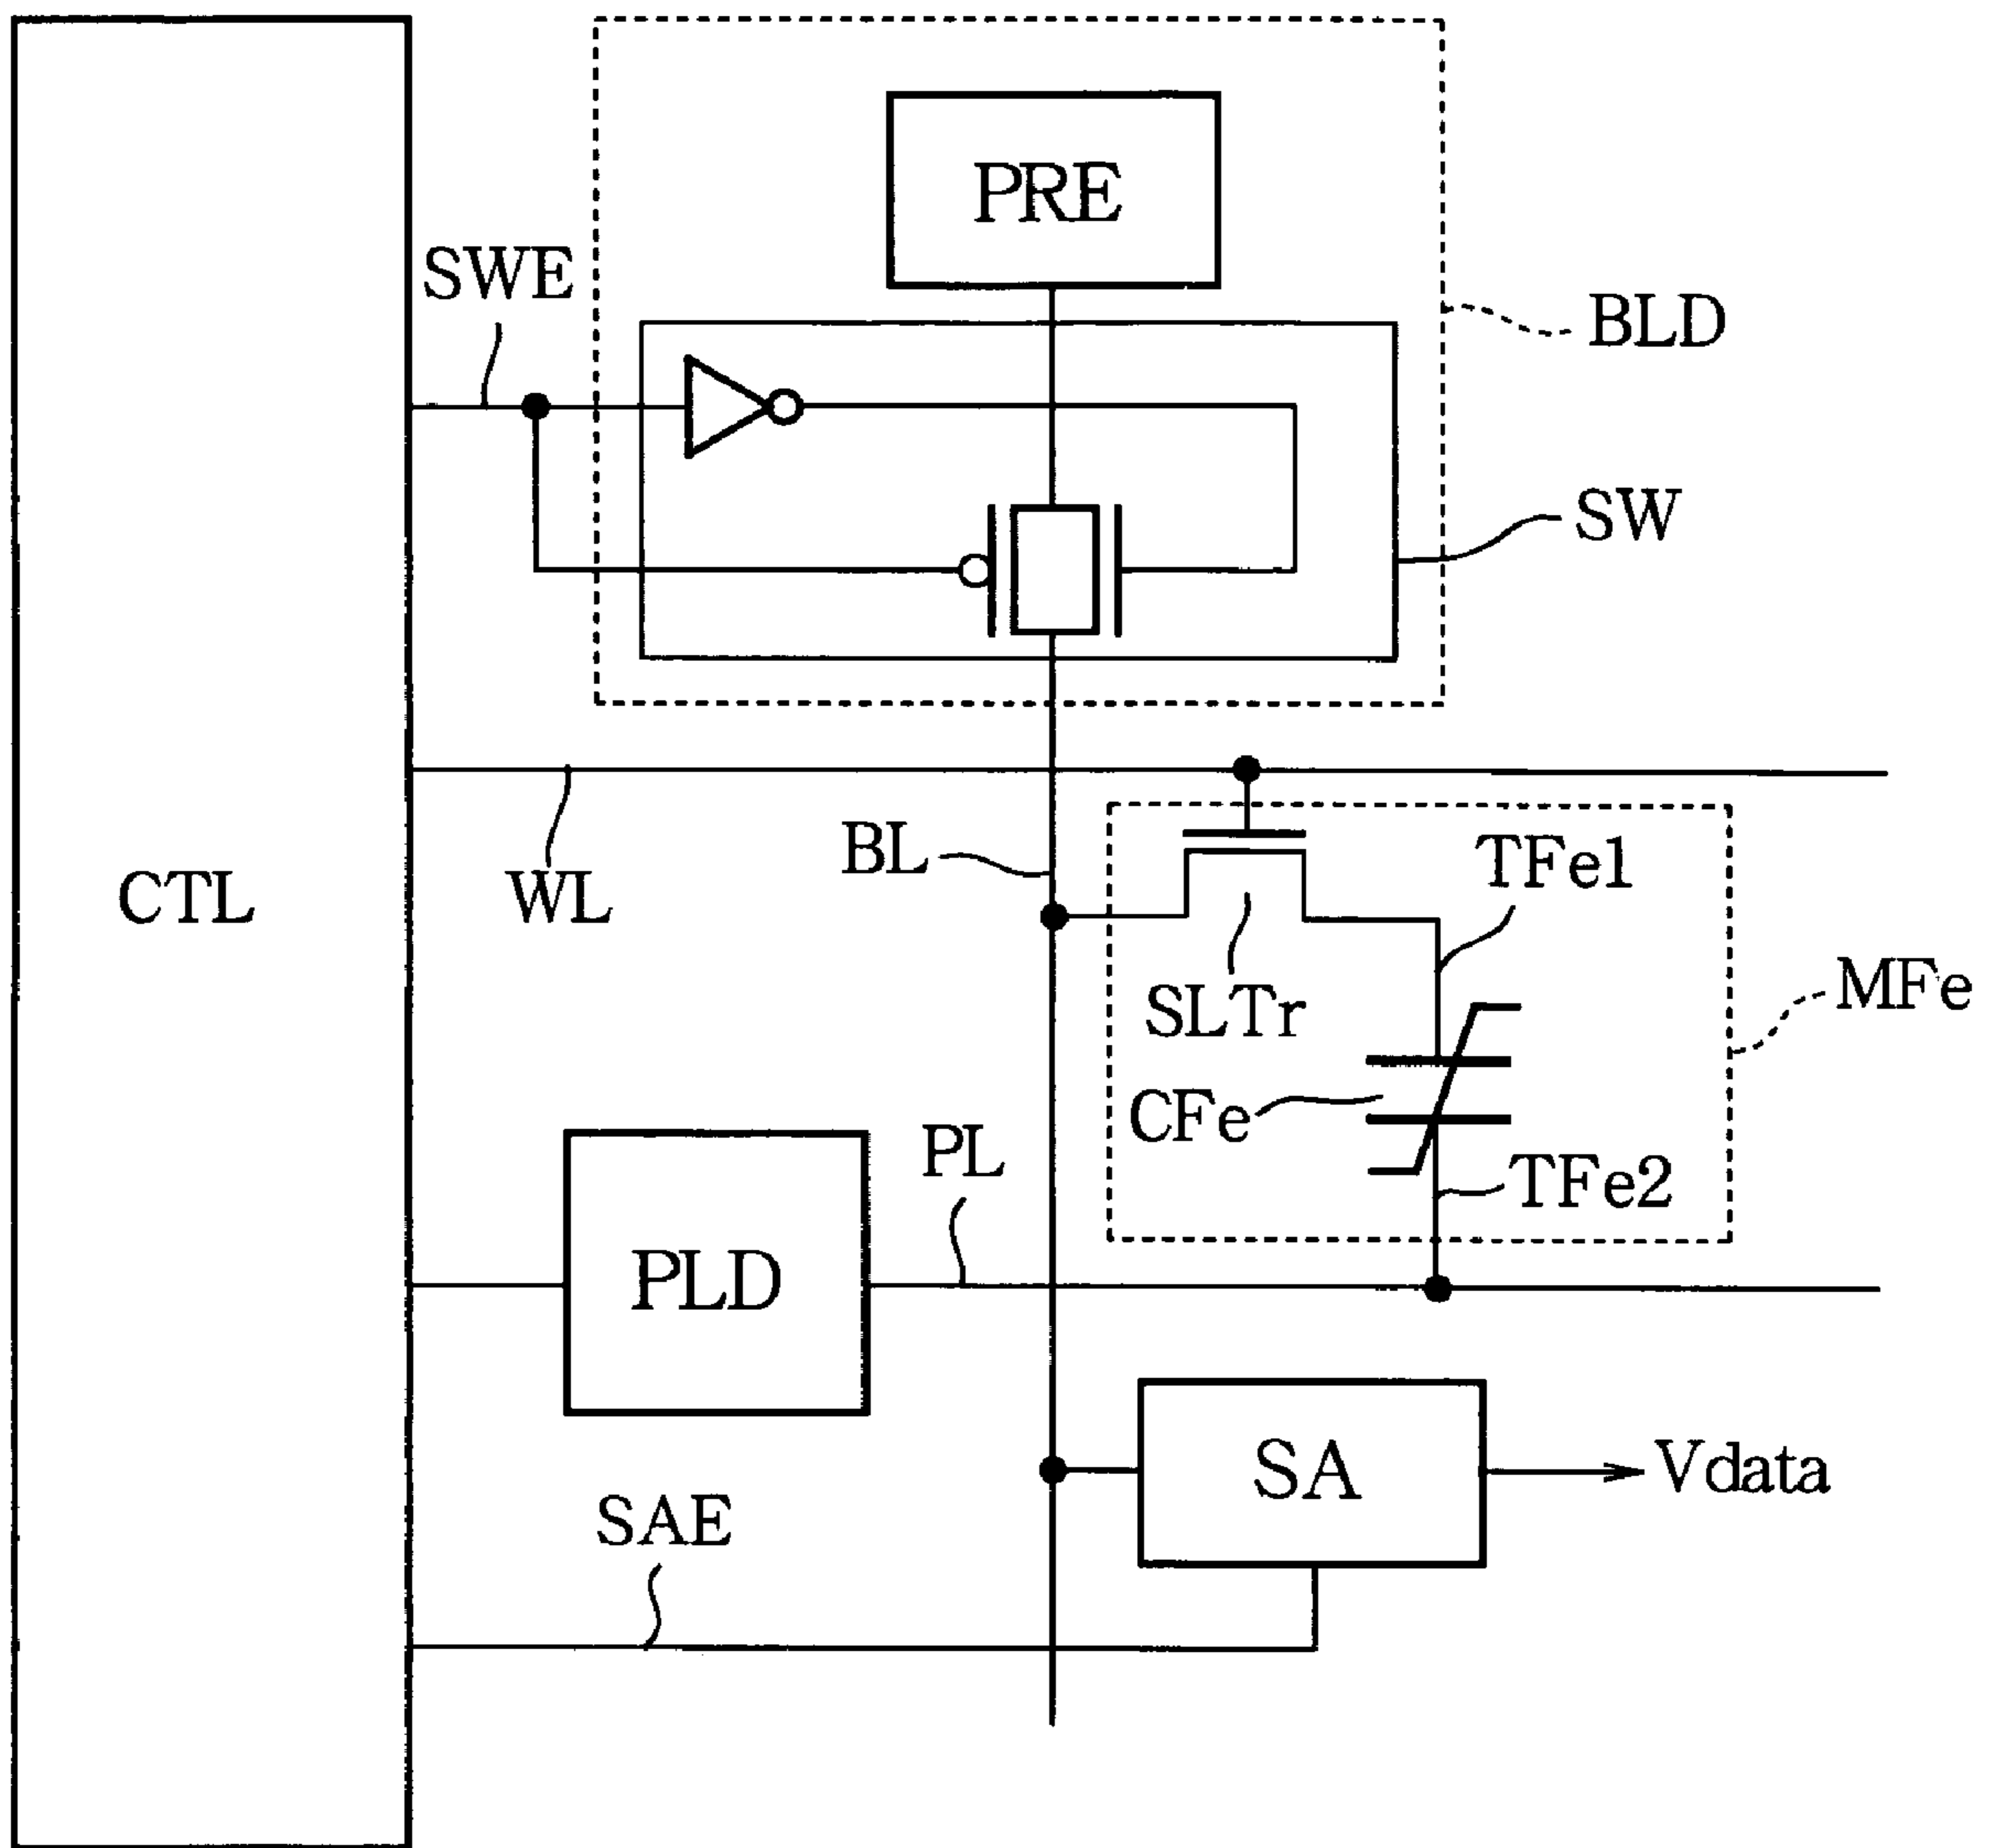 PRE
SWE
BLD
SW
BL
TFe1
CTL
WL
MFe
SLTr
CFe
PL
TFe2
PLD
SA
Vdata
SAE